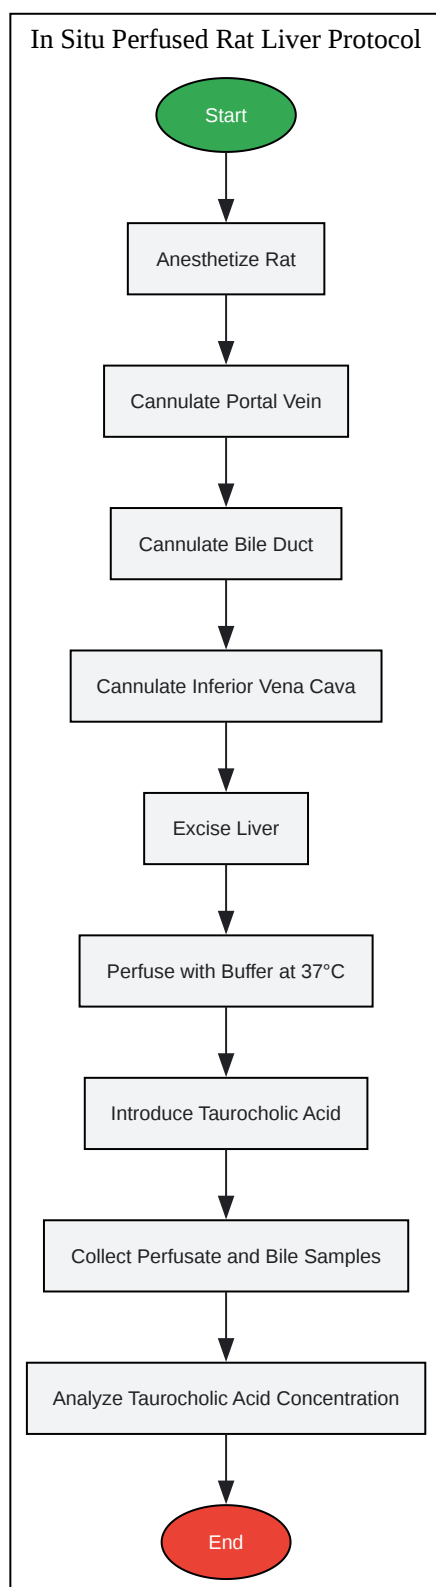 In Situ Perfused Rat Liver Protocol
Start
Anesthetize Rat
Cannulate Portal Vein
Cannulate Bile Duct
Cannulate Inferior Vena Cava
Excise Liver
Perfuse with Buffer at 37°C
Introduce Taurocholic Acid
Collect Perfusate and Bile Samples
Analyze Taurocholic Acid Concentration
End